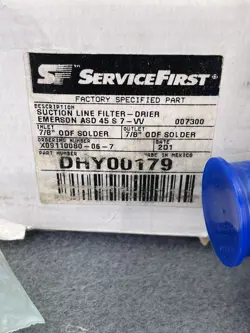 SERVICEFIRST
FACTORY SPECIFIED PART
DESCRIPTION
SUCTION LINE FILTER-DRIER
EMERSON ASD 45 S 7-VV 007300
INLET OUTLET
7/8" ODF SOLDER 7/8" ODF SOLDER
ORDERING NUMBER DATE
X09110080-06-7 201
PART NUMBER MADE IN MEXICO
DHY00179